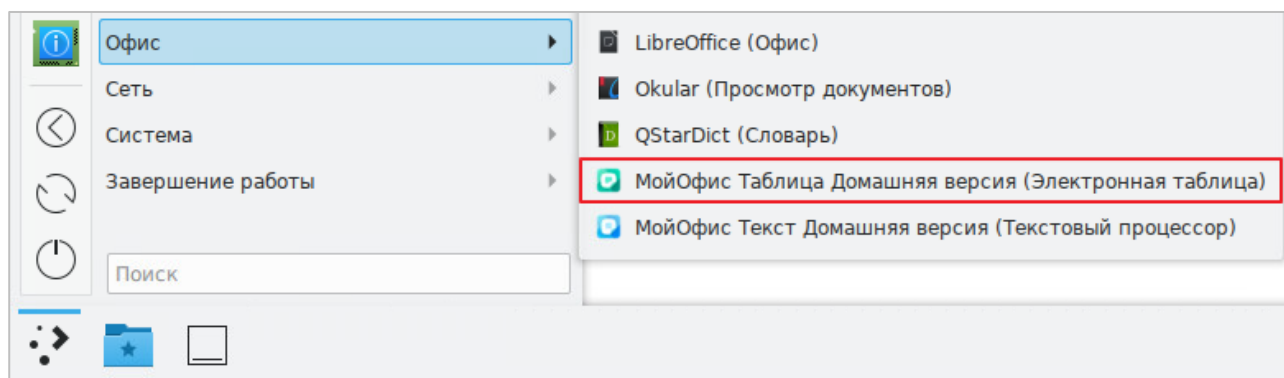 Офис
Сеть
Система
Завершение работы
Поиск
LibreOffice (Офис)
Okular (Просмотр документов)
QStarDict (Словарь)
МойОфис Таблица Домашняя версия (Электронная таблица)
МойОфис Текст Домашняя версия (Текстовый процессор)